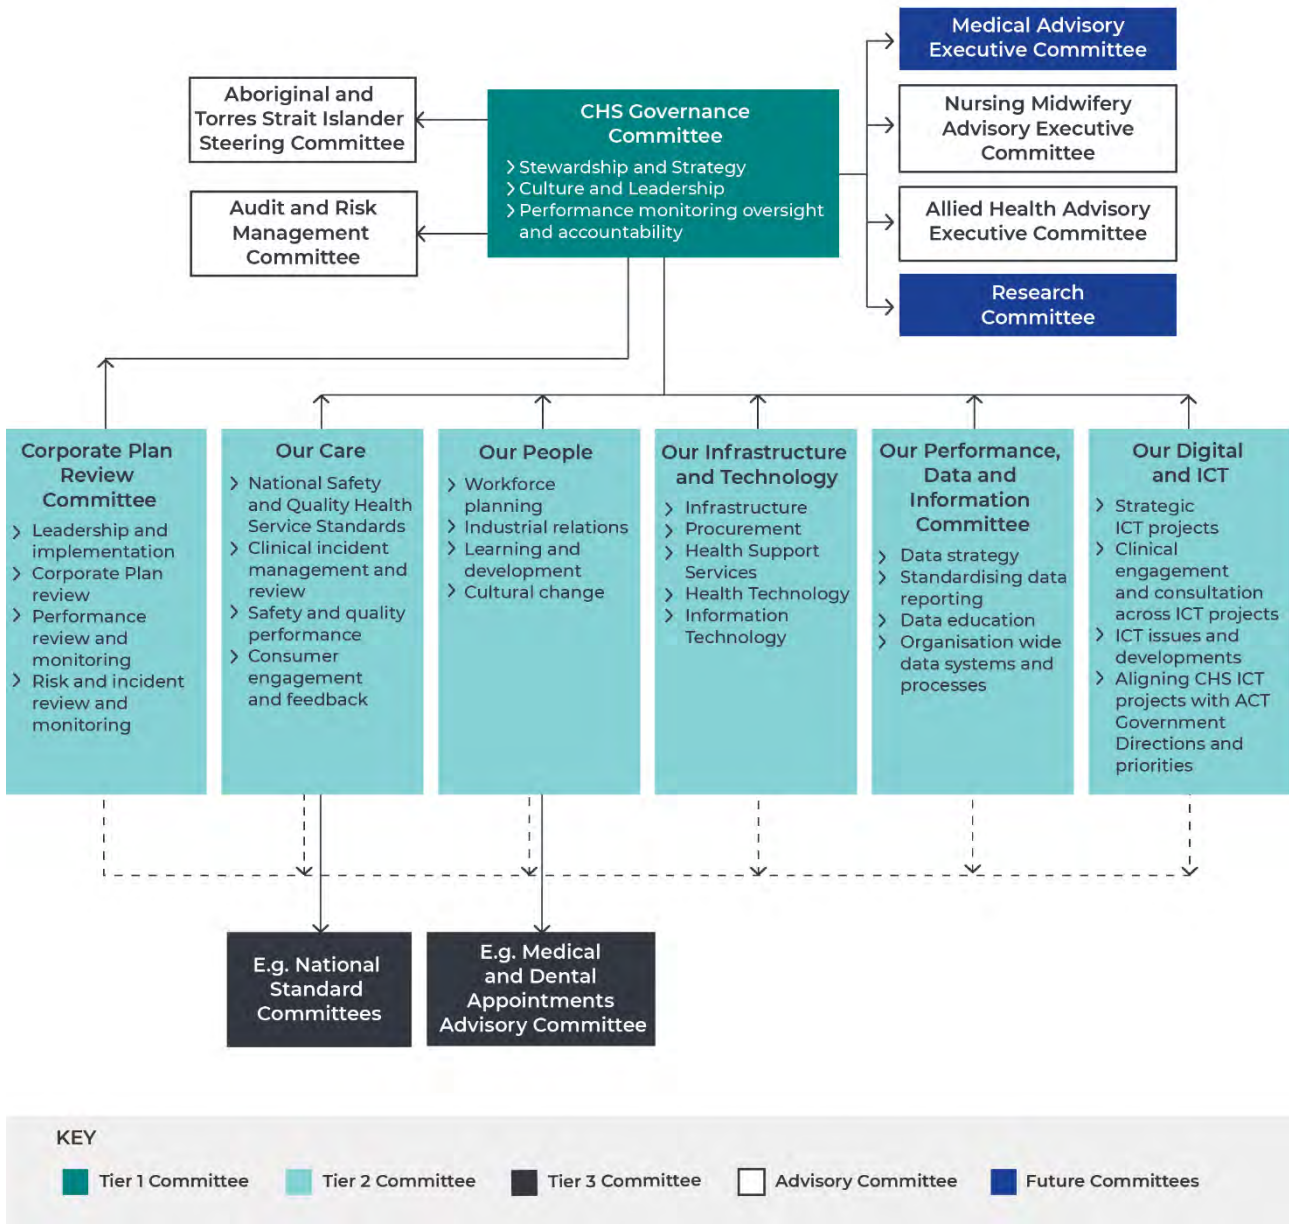 Medical Advisory
Executive Committee
Aboriginal and
Torres Strait Islander
Steering Committee
CHS Governance
Committee
> Stewardship and Strategy
> Culture and Leadership
> Performance monitoring oversight
and accountability
Nursing Midwifery
Advisory Executive
Committee
Audit and Risk
Management
Committee
Allied Health Advisory
Executive Committee
Research
Committee
Corporate Plan
Review
Committee
> Leadership and
implementation
> Corporate Plan
review
> Performance
review and
monitoring
> Risk and incident
review and
monitoring
Our Care
> National Safety
and Quality Health
Service Standards
> Clinical incident
management and
review
> Safety and quality
performance
> Consumer
engagement
and feedback
Our People
> Workforce
planning
> Industrial relations
> Learning and
development
> Cultural change
Our Infrastructure
and Technology
> Infrastructure
> Procurement
> Health Support
Services
> Health Technology
> Information
Technology
Our Performance,
Data and
Information
Committee
> Data strategy
> Standardising data
reporting
> Data education
> Organisation wide
data systems and
processes
Our Digital
and ICT
> Strategic
ICT projects
> Clinical
engagement
and consultation
across ICT projects
> ICT issues and
developments
> Aligning CHS ICT
projects with ACT
Government
Directions and
priorities
E.g. National
Standard
Committees
E.g. Medical
and Dental
Appointments
Advisory Committee
KEY
Tier 1 Committee
Tier 2 Committee
Tier 3 Committee
Advisory Committee
Future Committees